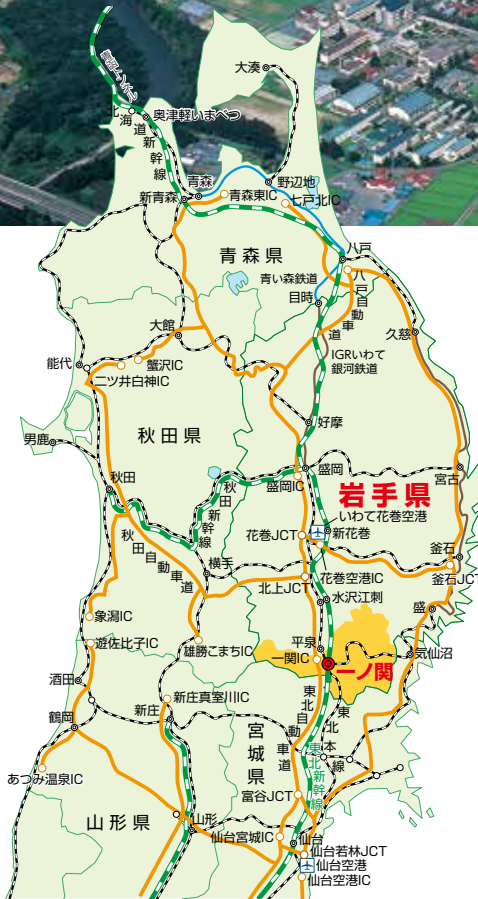 大湊
青函トンネル
北海道新幹線
奥津軽いまべつ
青森
野辺地
新青森
青森東IC
七戸北IC
青森県
八戸
青い森鉄道
目時
八戸自動車道
大館
IGRいわて
銀河鉄道
久慈
能代
蟹沢IC
二ツ井白神IC
好摩
男鹿
秋田県
秋田
盛岡
盛岡IC
宮古
岩手県
秋田新幹線
いわて花巻空港
花巻JCT
新花巻
秋田自動車道
横手
釜石
釜石JCT
花巻空港IC
北上JCT
水沢江刺
盛
象潟IC
遊佐比子IC
雄勝こまちIC
平泉
一関IC
一ノ関
気仙沼
酒田
新庄真室川IC
鶴岡
新庄
宮城県
東北自動車道
東北本線
東北新幹線
あつみ温泉IC
富谷JCT
山形県
山形
仙台宮城IC
仙台
仙台若林JCT
仙台空港
仙台空港IC